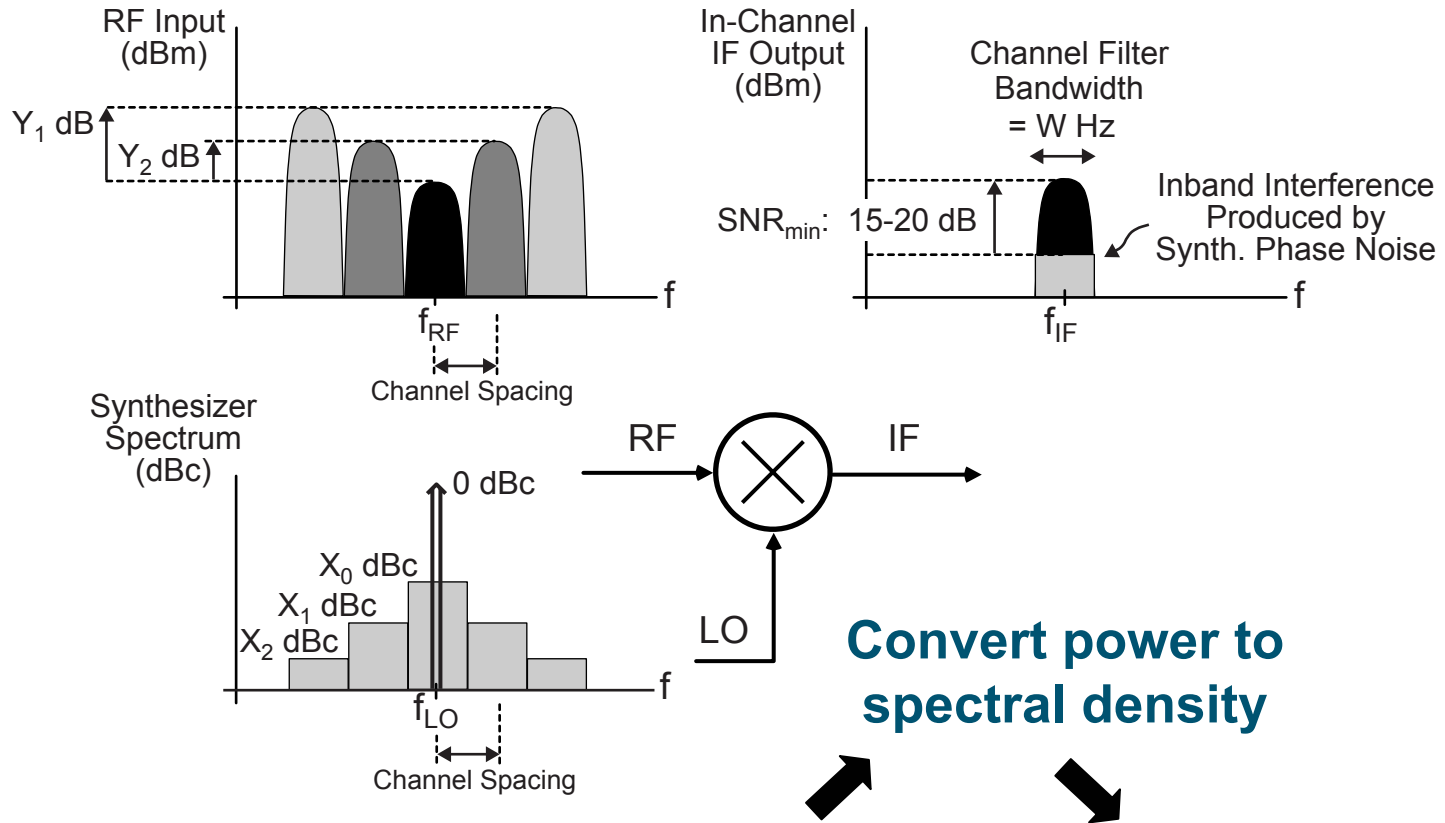 RF Input
(dBm)
Y1 dB
Y2 dB
f
fRF
Channel Spacing
In-Channel
IF Output
(dBm)
Channel Filter
Bandwidth
= W Hz
SNRmin: 15-20 dB
Inband Interference
Produced by
Synth. Phase Noise
f
fIF
Synthesizer
Spectrum
(dBc)
0 dBc
X0 dBc
X1 dBc
X2 dBc
f
fLO
Channel Spacing
RF
IF
LO
Convert power to
spectral density